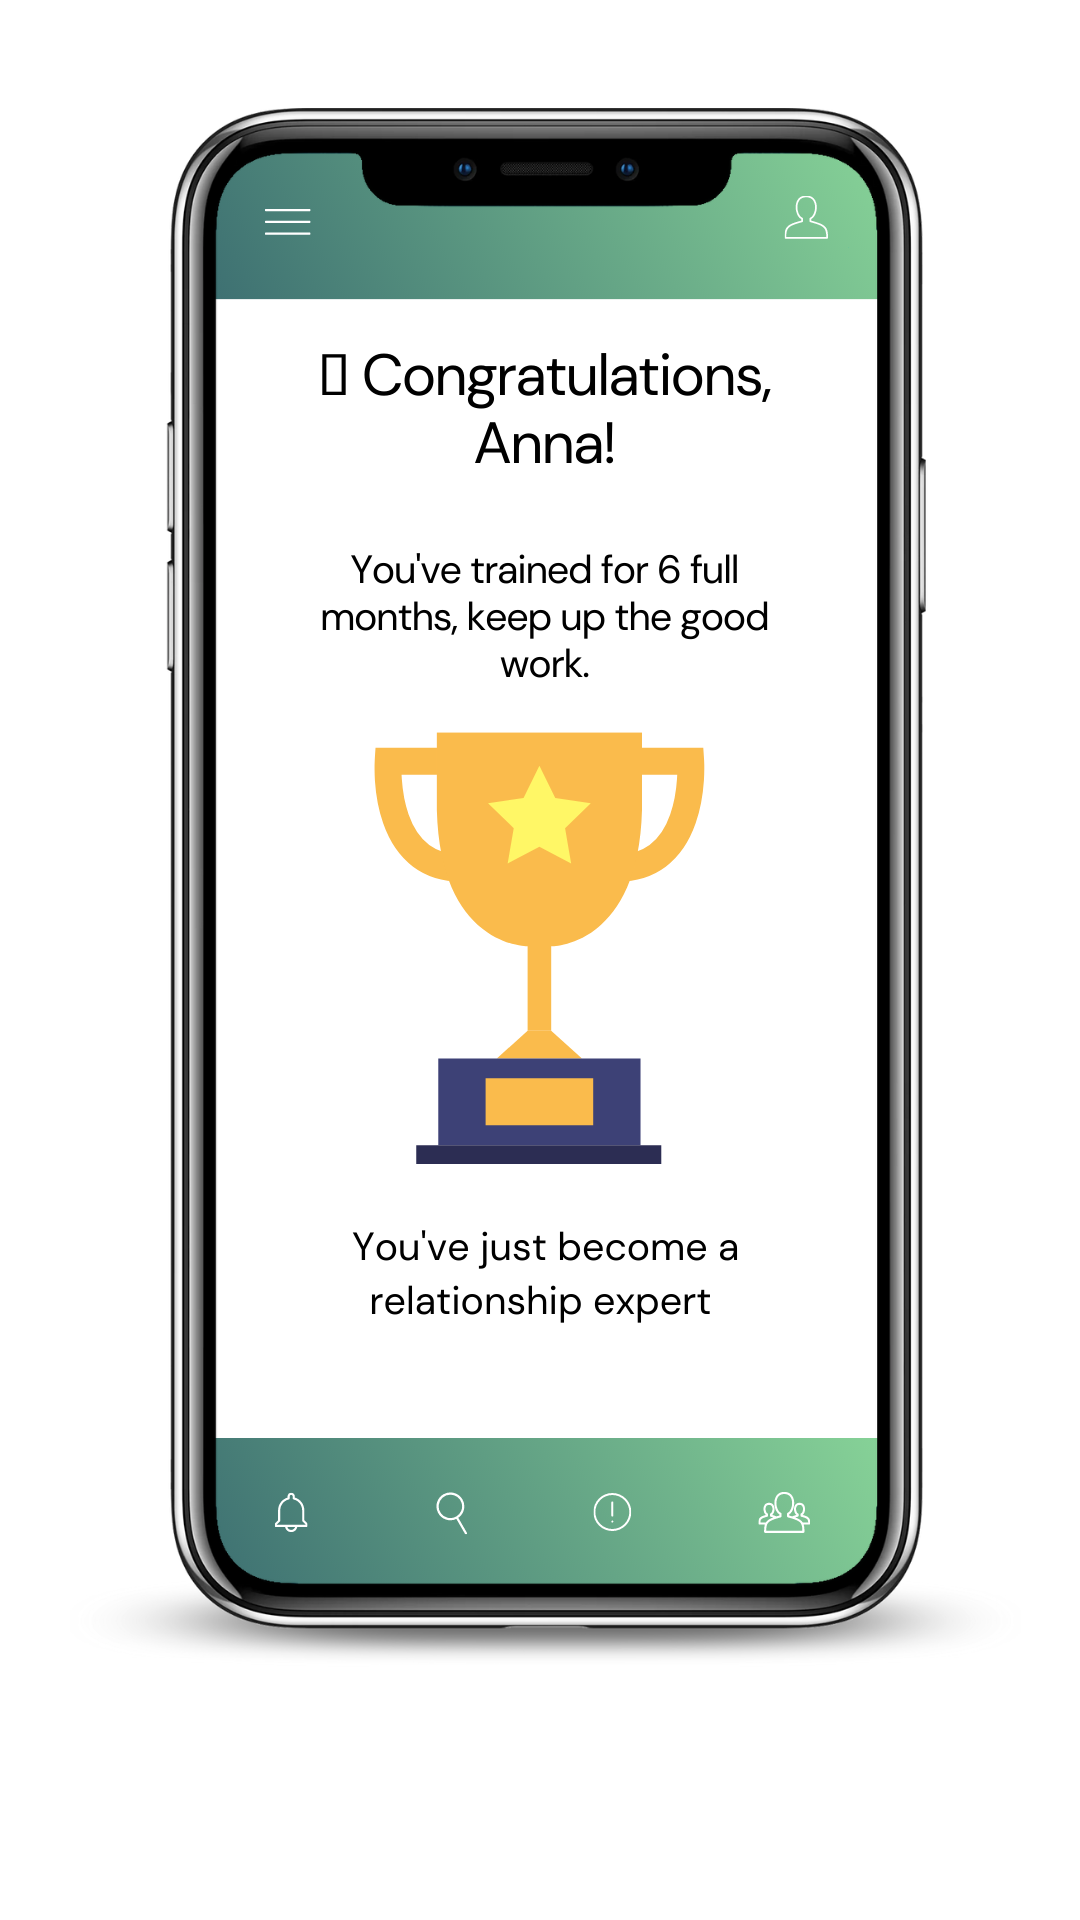 Congratulations,
Anna!
You've trained for 6 full
months, keep up the good
work.
You've just become a
relationship expert